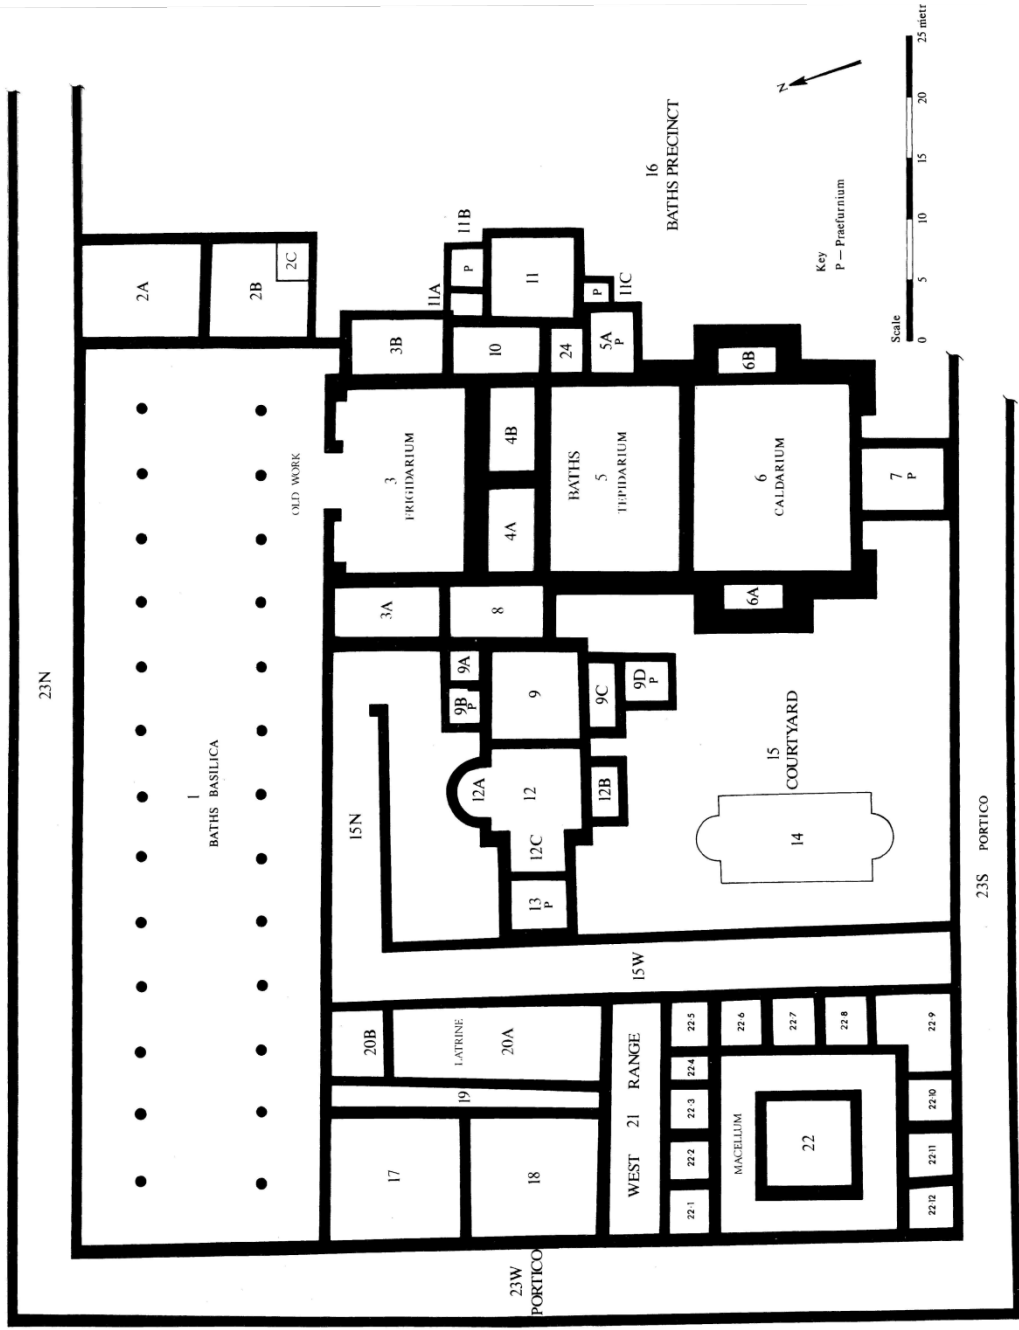 23N
2A
1
BATHS BASILICA
2B
2C
OLD WORK
15N
20B
3A
3
FRIGIDARIUM
3B
17
11A
LATRINE
20A
19
9B
P
9A
P
11B
12A
8
10
4A
4B
23W
PORTICO
18
12
9
11
12C
13
P
24
BATHS
5
TEPIDARIUM
5A
P
12B
9C
P
11C
WEST 21 RANGE
15W
9D
P
16
BATHS PRECINCT
22·1
22·2
22·3
22·4
22·5
MACELLUM
22
22·6
22·7
22·8
6A
6B
6
CALDARIUM
15
COURTYARD
14
N
Key
P — Praefurnium
7
P
Scale
0 5 10 15 20 25 metr
22·12
22·11
22·10
22·9
23S PORTICO